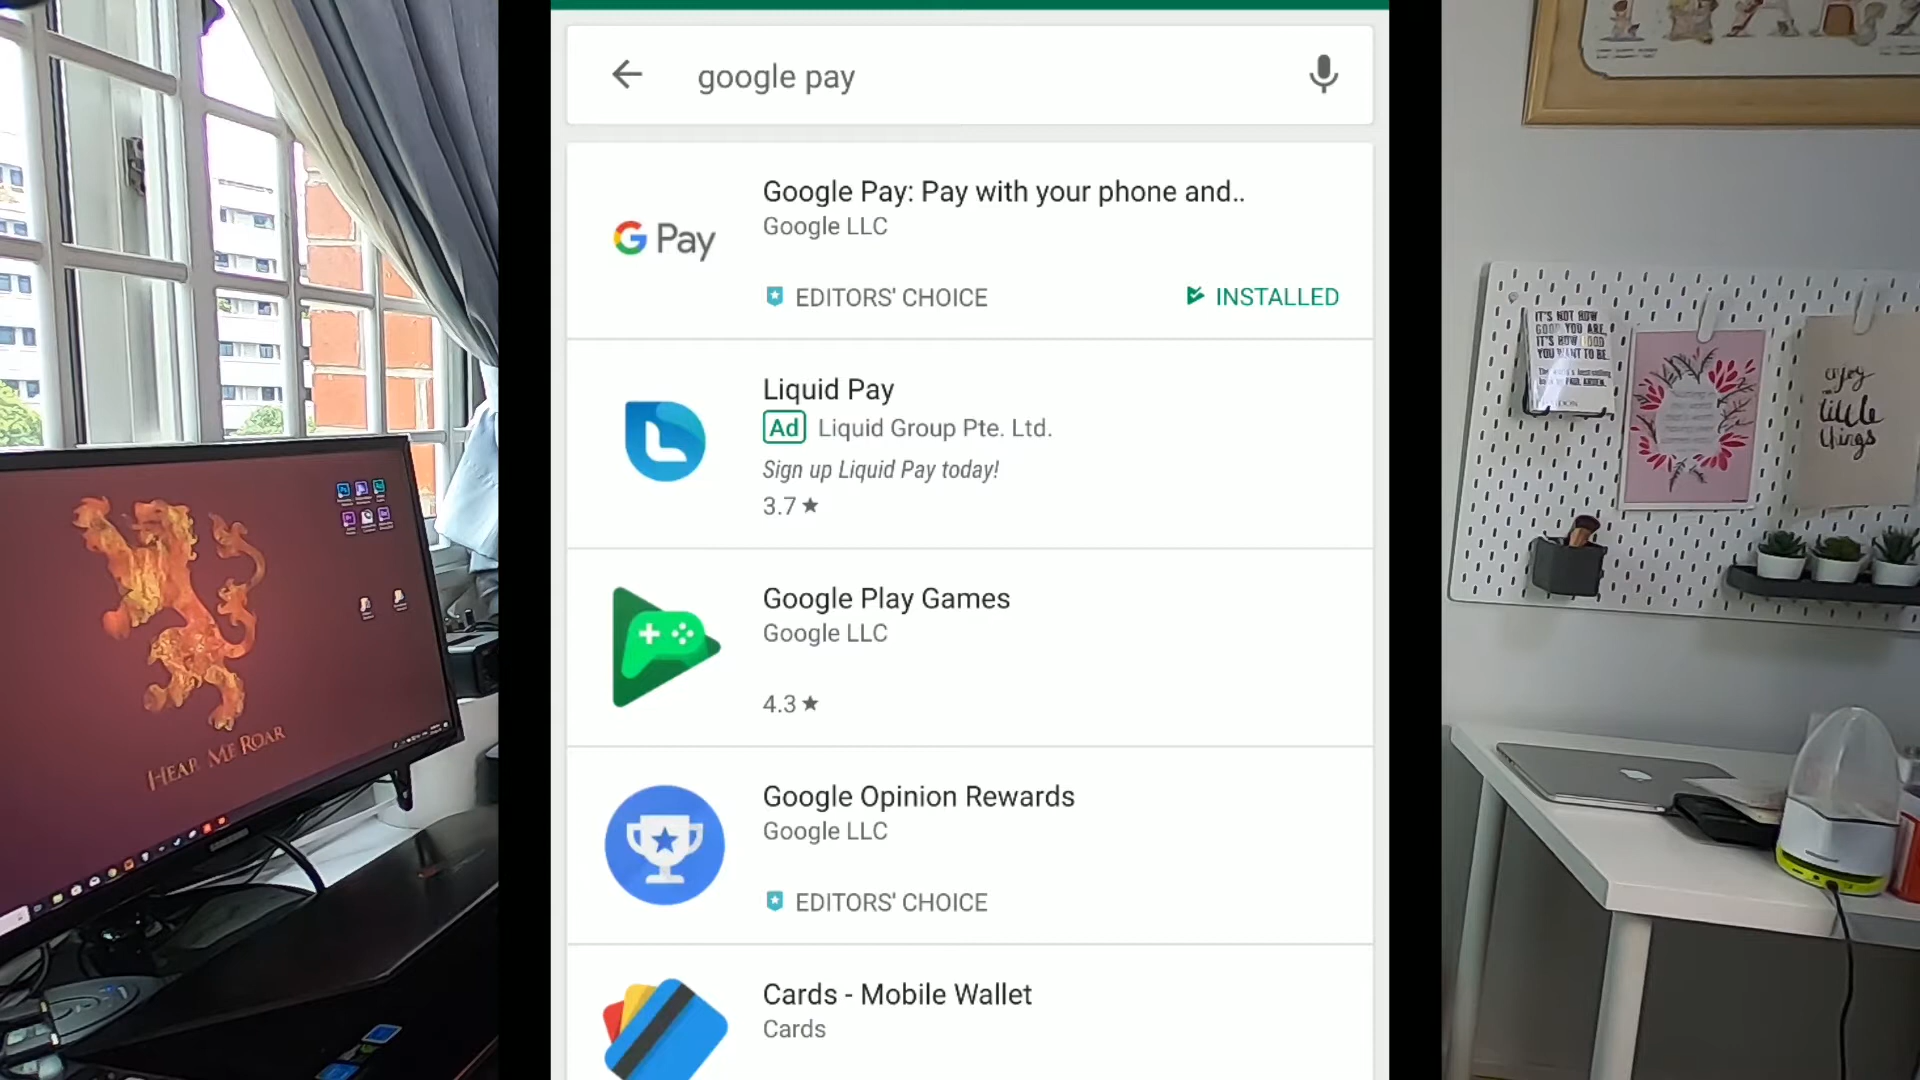 google pay
G Pay
Google Pay: Pay with your phone and..
Google LLC
EDITORS' CHOICE
INSTALLED
Liquid Pay
Ad Liquid Group Pte. Ltd.
Sign up Liquid Pay today!
3.7 ★
Google Play Games
Google LLC
4.3 ★
Google Opinion Rewards
Google LLC
EDITORS' CHOICE
Cards - Mobile Wallet
Cards
HEAR ME ROAR
IT'S NOT HOW
GOOD YOU ARE,
IT'S HOW GOOD
YOU WANT TO BE.
enjoy
the
little
things